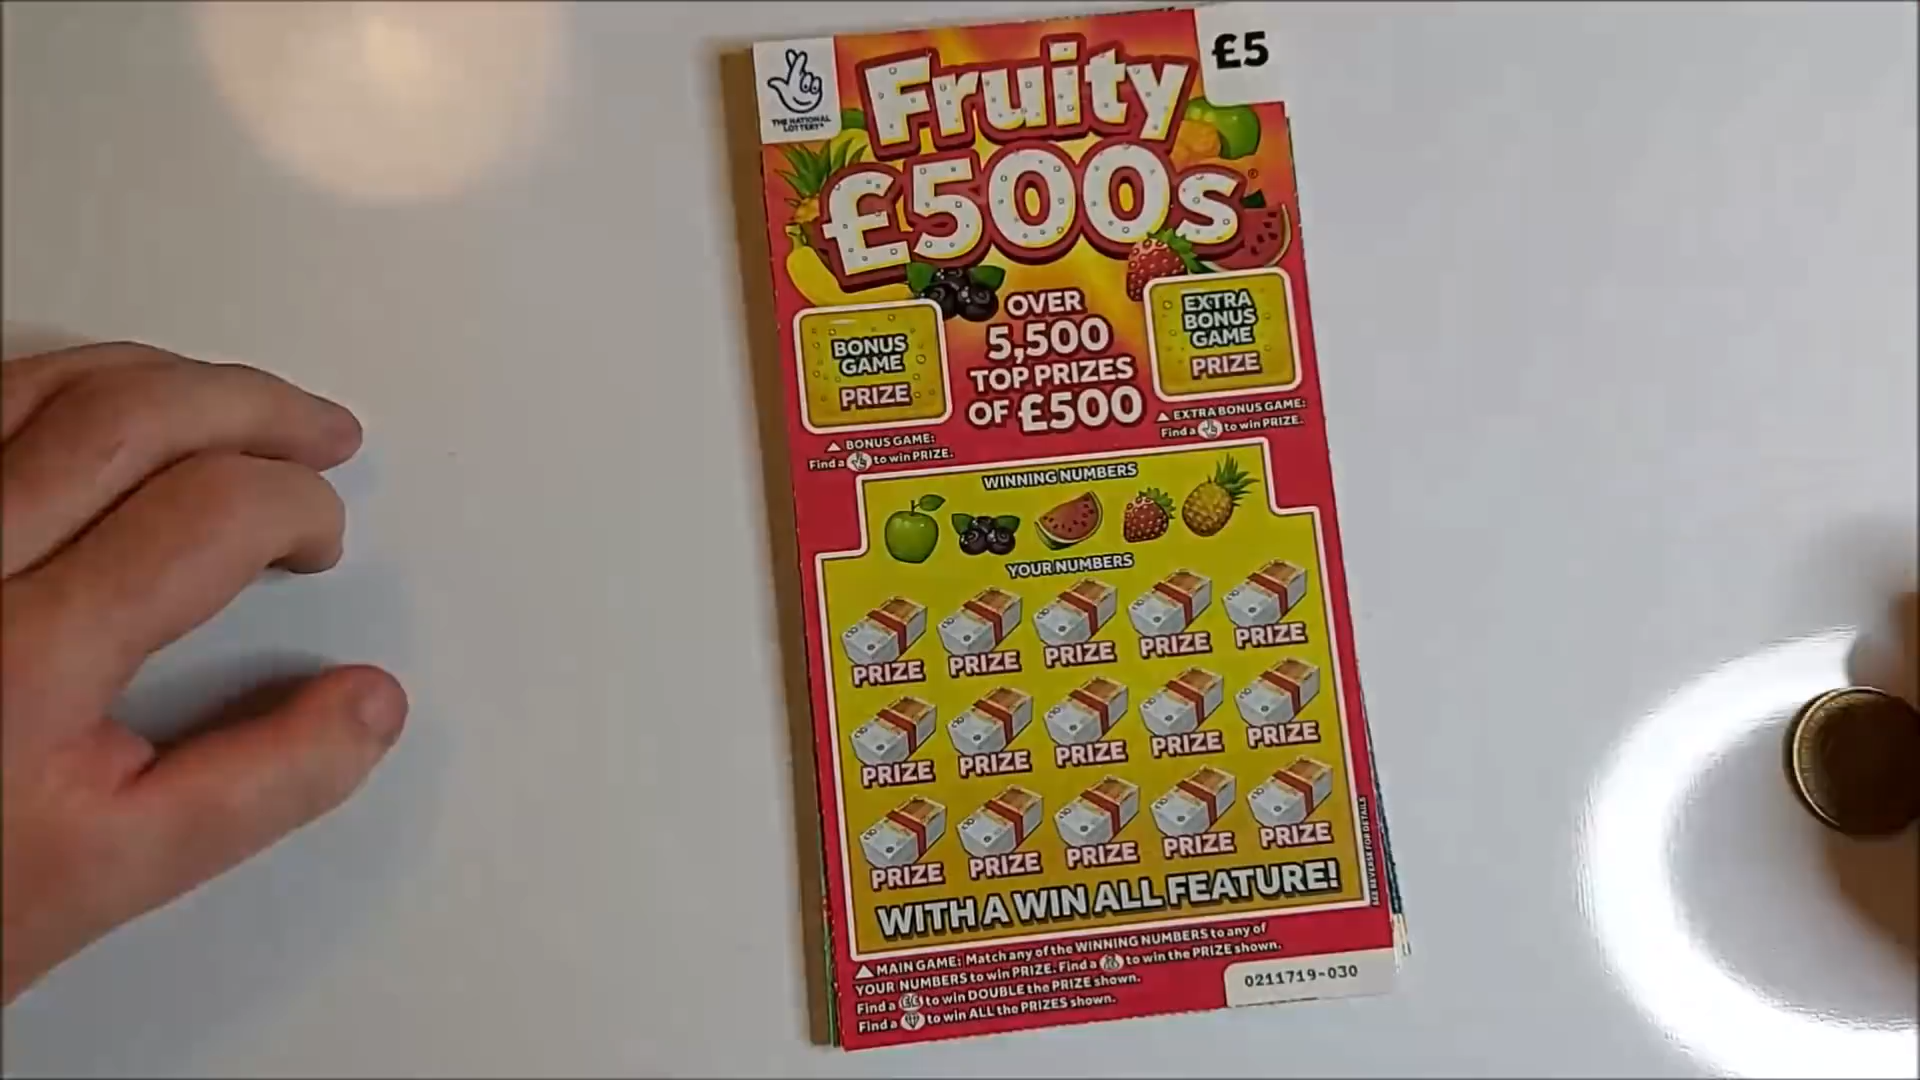 THE NATIONAL
LOTTERY®
£5
Fruity
£500s
OVER
5,500
TOP PRIZES
OF £500
BONUS
GAME
PRIZE
EXTRA
BONUS
GAME
PRIZE
BONUS GAME:
Find a to win PRIZE.
EXTRA BONUS GAME:
Find a to win PRIZE.
WINNING NUMBERS
YOUR NUMBERS
PRIZE PRIZE PRIZE PRIZE PRIZE
PRIZE PRIZE PRIZE PRIZE PRIZE
PRIZE PRIZE PRIZE PRIZE PRIZE
WITH A WIN ALL FEATURE!
SEE REVERSE FOR DETAILS
MAIN GAME: Match any of the WINNING NUMBERS to any of
YOUR NUMBERS to win PRIZE. Find a to win the PRIZE shown.
Find a to win DOUBLE the PRIZE shown.
Find a to win ALL the PRIZES shown.
0211719-030